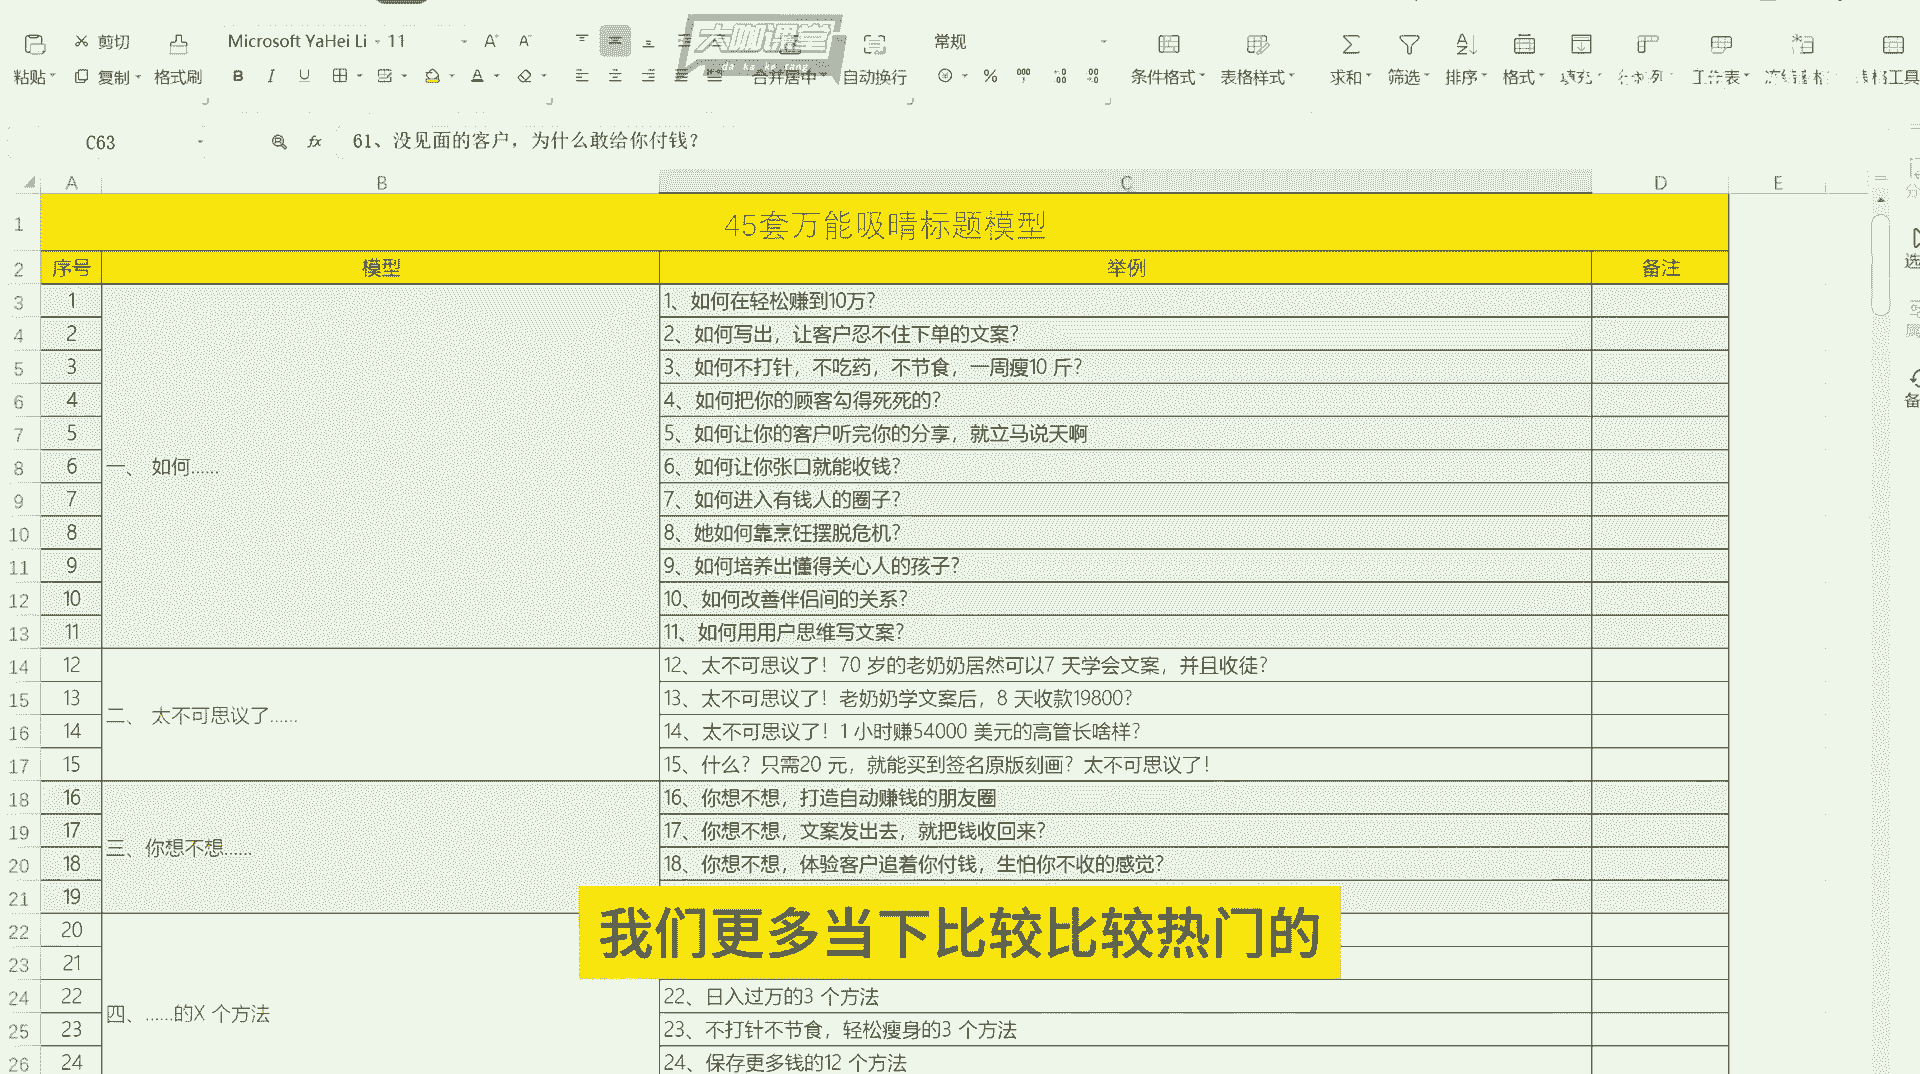 大咖课堂
da ka ke tang
剪切
Microsoft YaHei Li 11 A⁺ A⁻
常规
粘贴 复制 格式刷 B I U A 合并居中 自动换行 % 条件格式 表格样式 求和 筛选 排序 格式 填充 工作表 冻结窗格 表格工具
C63 fx 61、没见面的客户，为什么敢给你付钱？
A B C D E
1 45套万能吸晴标题模型
2 序号 模型 举例 备注
3 1 1、如何在轻松赚到10万？
4 2 2、如何写出，让客户忍不住下单的文案？
5 3 3、如何不打针，不吃药，不节食，一周瘦10 斤？
6 4 4、如何把你的顾客勾得死死的？
7 5 5、如何让你的客户听完你的分享，就立马说天啊
8 6 一、 如何…… 6、如何让你张口就能收钱？
9 7 7、如何进入有钱人的圈子？
10 8 8、她如何靠烹饪摆脱危机？
11 9 9、如何培养出懂得关心人的孩子？
12 10 10、如何改善伴侣间的关系？
13 11 11、如何用用户思维写文案？
14 12 12、太不可思议了！70 岁的老奶奶居然可以7 天学会文案，并且收徒？
15 13 13、太不可思议了！老奶奶学文案后，8 天收款19800？
二、 太不可思议了……
16 14 14、太不可思议了！1 小时赚54000 美元的高管长啥样？
17 15 15、什么？只需20 元，就能买到签名原版刻画？太不可思议了！
18 16 16、你想不想，打造自动赚钱的朋友圈
19 17 17、你想不想，文案发出去，就把钱收回来？
三、你想不想……
20 18 18、你想不想，体验客户追着你付钱，生怕你不收的感觉？
21 19
22 20
我们更多当下比较比较热门的
23 21
24 22 22、日入过万的3 个方法
四、……的X 个方法
25 23 23、不打针不节食，轻松瘦身的3 个方法
26 24 24、保存更多钱的12 个方法